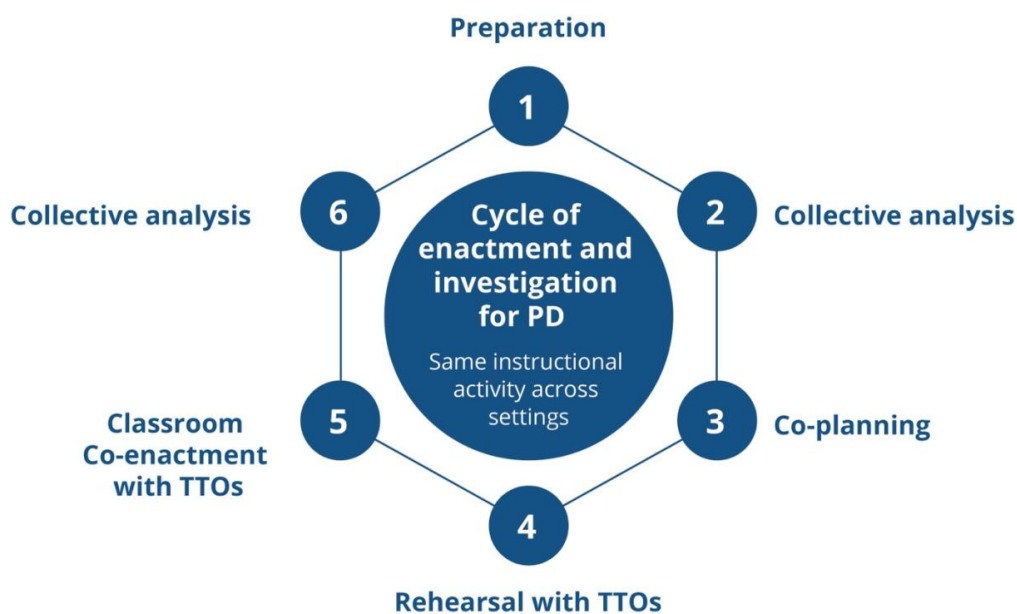 Preparation
1
2
Collective analysis
3
Co-planning
4
Rehearsal with TTOs
5
Classroom
Co-enactment
with TTOs
6
Collective analysis
Cycle of
enactment and
investigation
for PD
Same instructional
activity across
settings